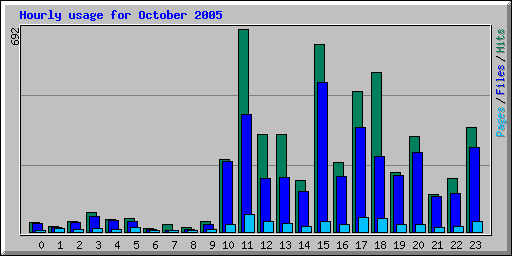 Hourly usage for October 2005
692
Pages / Files / Hits
0 1 2 3 4 5 6 7 8 9 10 11 12 13 14 15 16 17 18 19 20 21 22 23